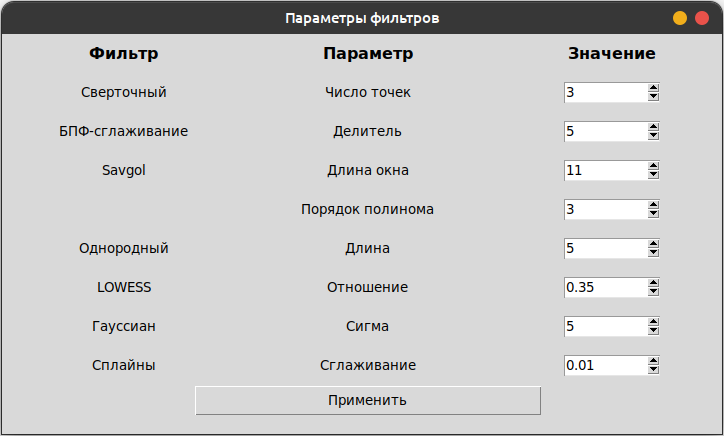 Параметры фильтров
Фильтр Параметр Значение
Сверточный Число точек 3
БПФ-сглаживание Делитель 5
Savgol Длина окна 11
Порядок полинома 3
Однородный Длина 5
LOWESS Отношение 0.35
Гауссиан Сигма 5
Сплайны Сглаживание 0.01
Применить